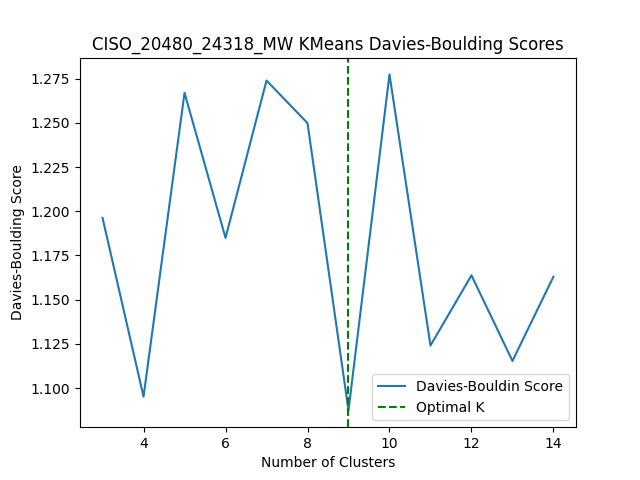 CISO_20480_24318_MW KMeans Davies-Boulding Scores
Davies-Boulding Score
1.275
1.250
1.225
1.200
1.175
1.150
1.125
1.100
4
6
8
10
12
14
Number of Clusters
Davies-Bouldin Score
Optimal K